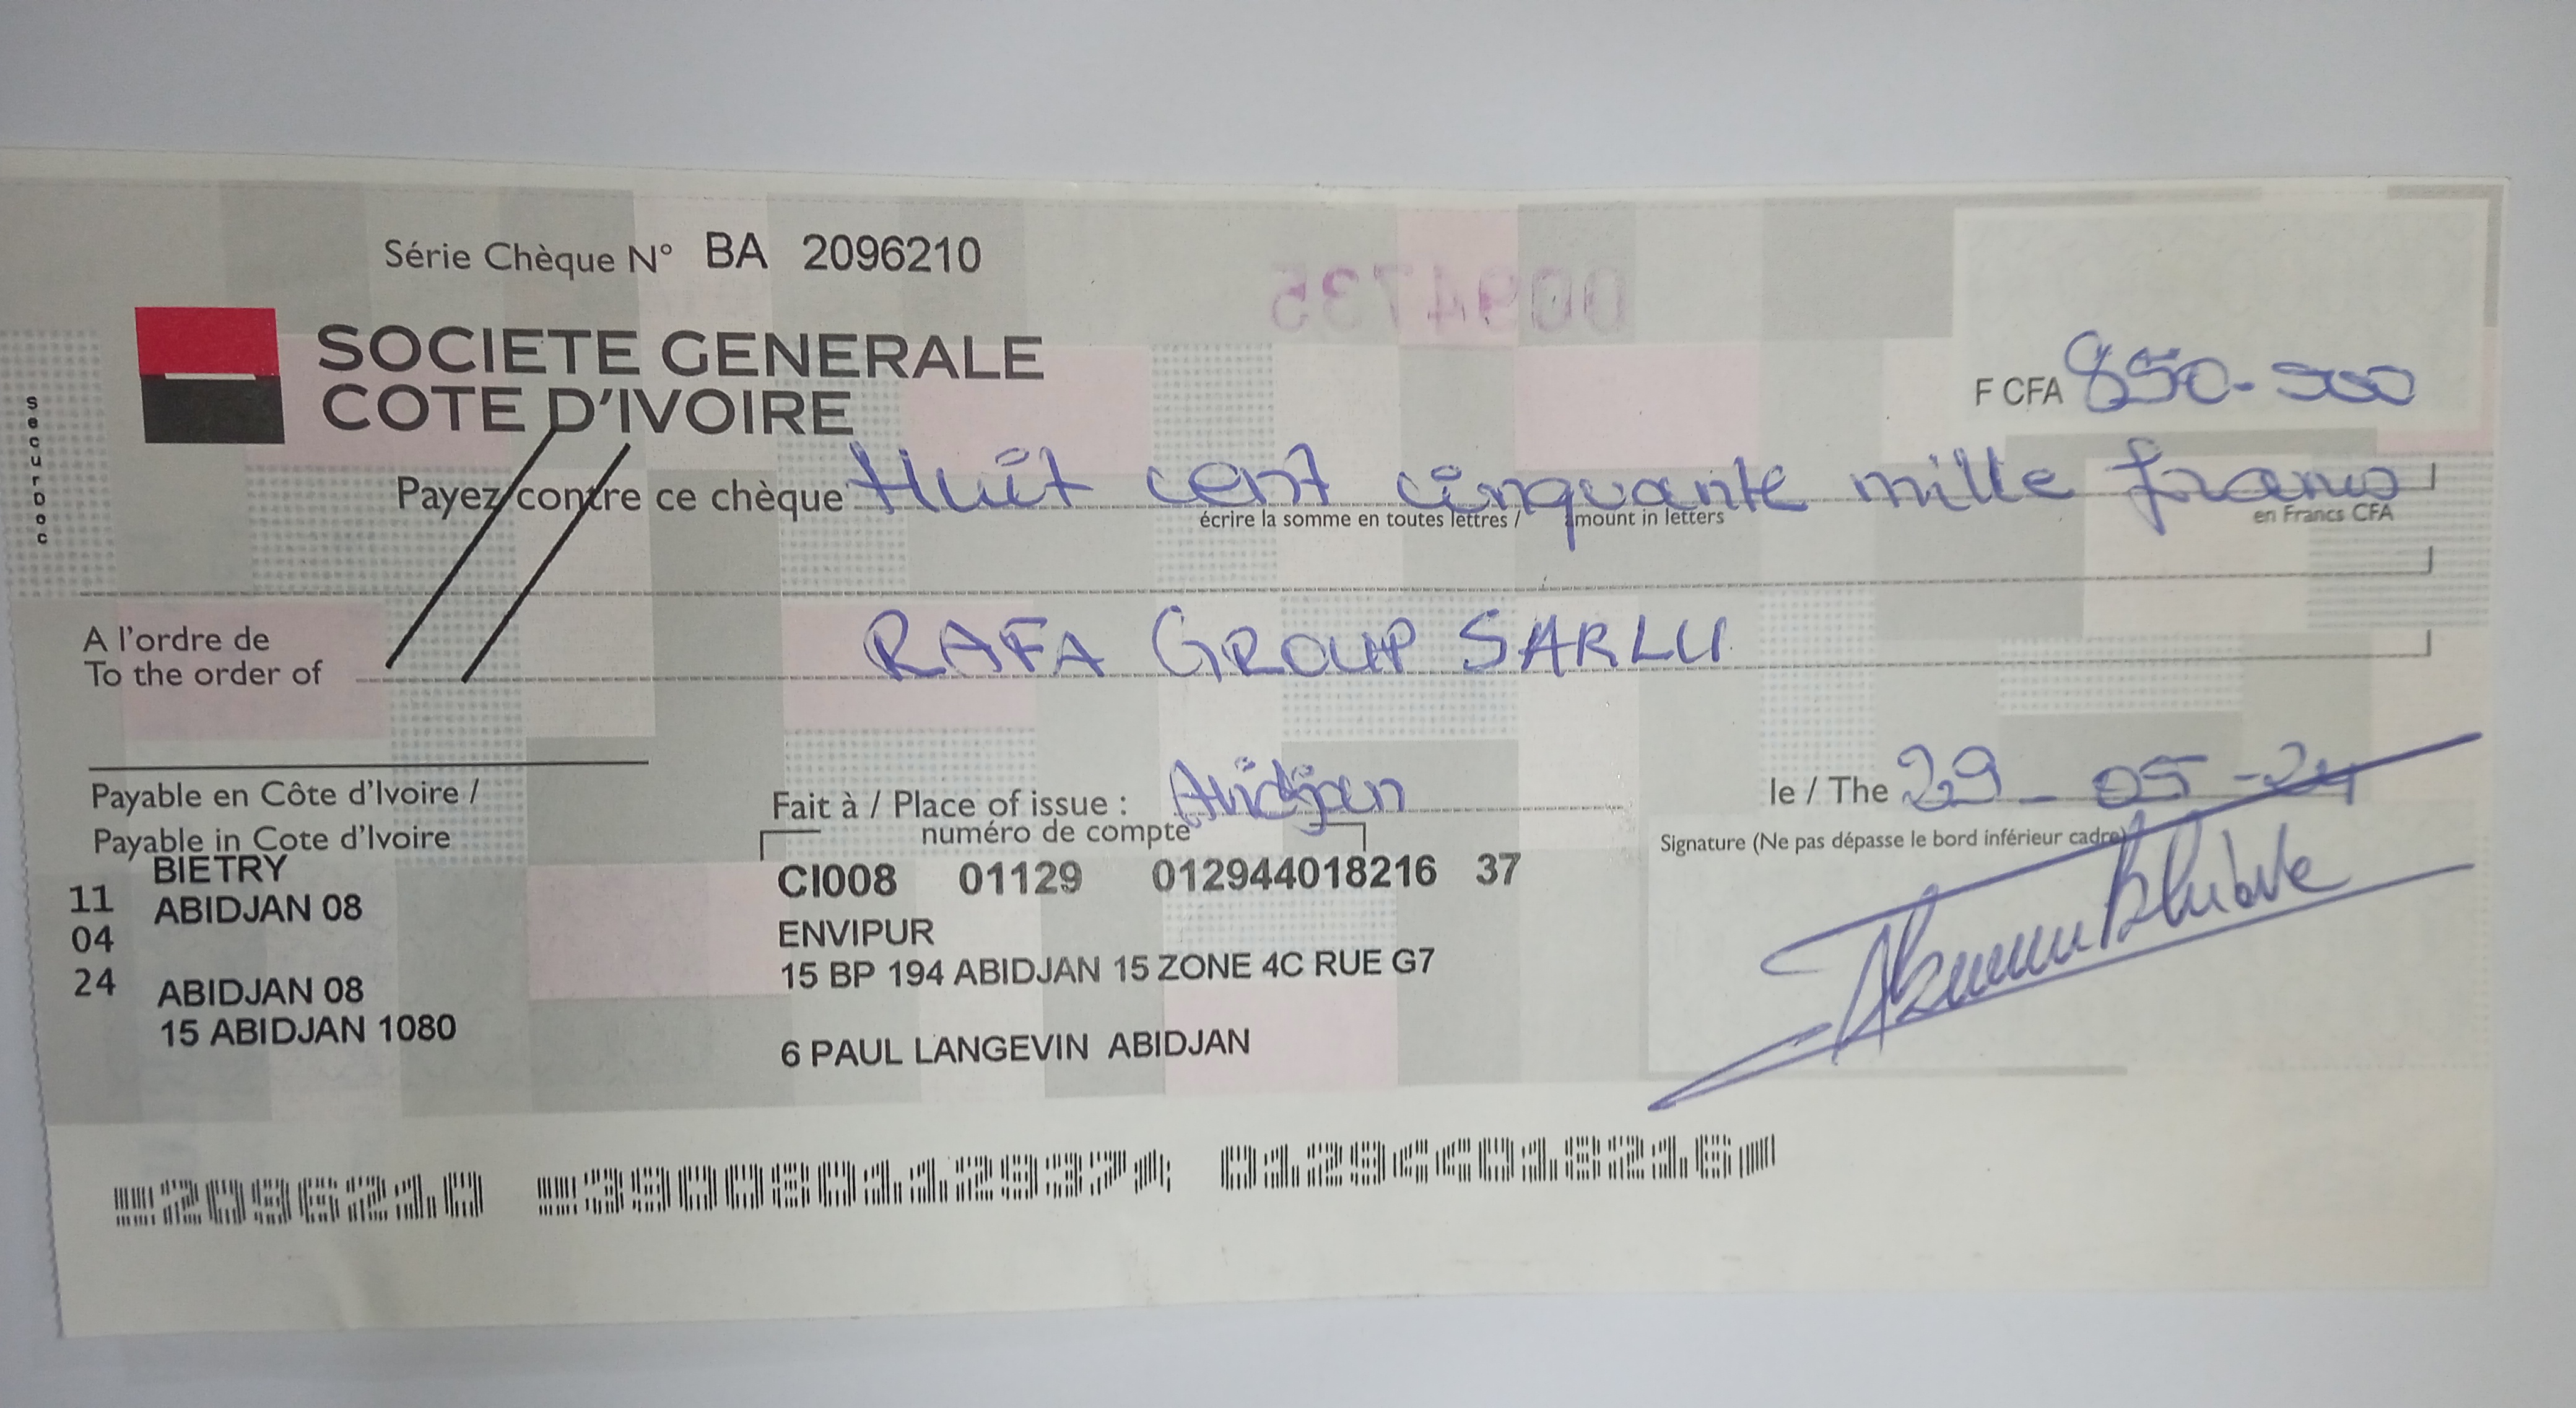 Série Chèque N° BA 2096210
0094735
SOCIETE GENERALE
COTE D'IVOIRE
F CFA 850-000
securDoc
Payez contre ce chèque Huit cent cinquante mille francs
écrire la somme en toutes lettres / amount in letters
en Francs CFA
A l'ordre de
To the order of RAFA GROUP SARLU
Payable en Côte d'Ivoire /
Payable in Cote d'Ivoire
BIETRY
ABIDJAN 08
11
04
24
ABIDJAN 08
15 ABIDJAN 1080
Fait à / Place of issue : Abidjan
numéro de compte
CI008 01129 012944018216 37
ENVIPUR
15 BP 194 ABIDJAN 15 ZONE 4C RUE G7
6 PAUL LANGEVIN ABIDJAN
le / The 29-05-24
Signature (Ne pas dépasse le bord inférieur cadre)
2096210 390080112937 012944018216